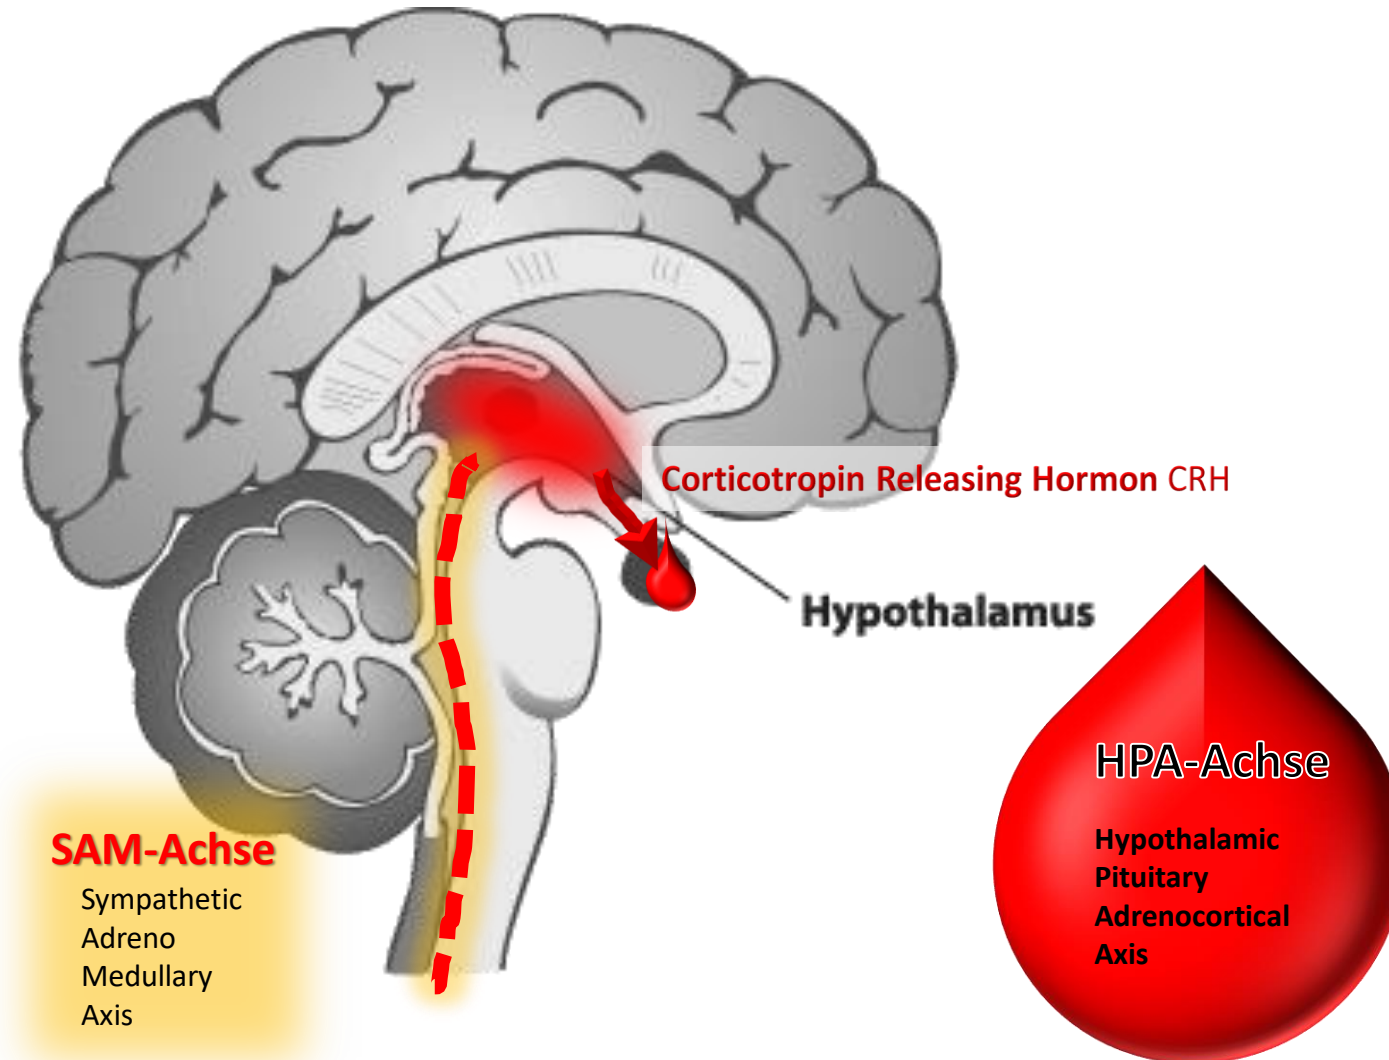 Corticotropin Releasing Hormon CRH
Hypothalamus
HPA-Achse
Hypothalamic
Pituitary
Adrenocortical
Axis
SAM-Achse
Sympathetic
Adreno
Medullary
Axis